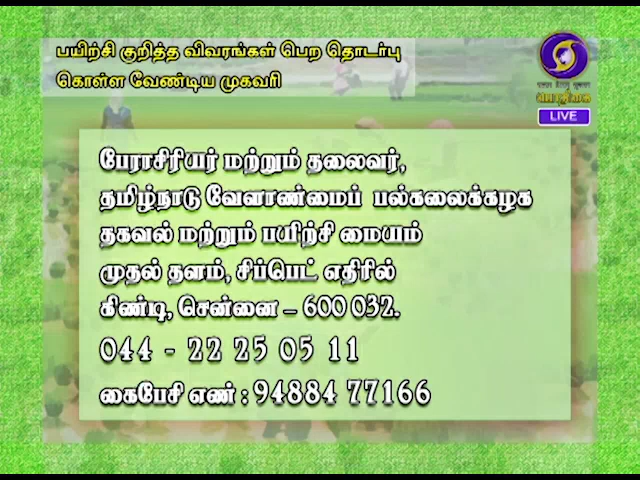 பயிற்சி குறித்த விவரங்கள் பெற தொடர்பு
கொள்ள வேண்டிய முகவரி
பொதிகை
LIVE
பேராசிரியர் மற்றும் தலைவர்,
தமிழ்நாடு வேளாண்மைப் பல்கலைக்கழக
தகவல் மற்றும் பயிற்சி மையம்
முதல் தளம், சிப்பெட் எதிரில்
கிண்டி, சென்னை – 600 032.
044 - 22 25 05 11
கைபேசி எண் : 94884 77166